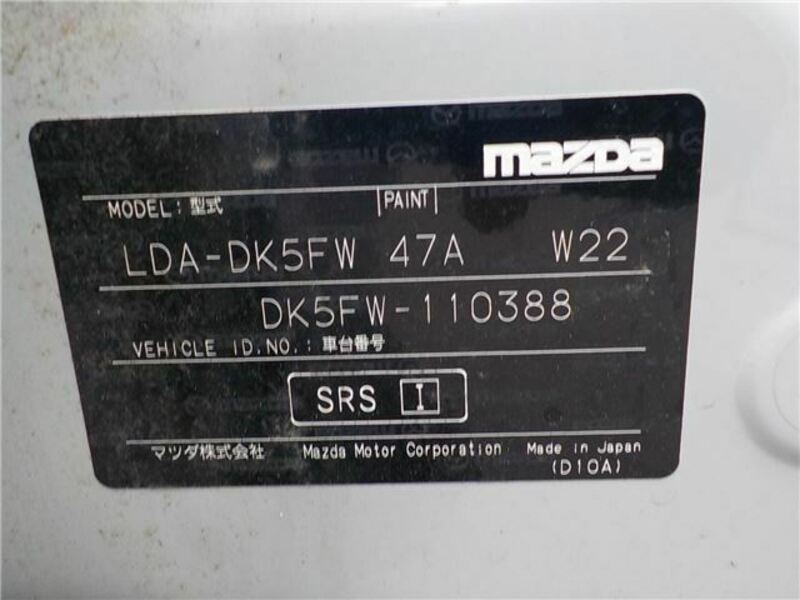 mazda
MODEL: 型式 PAINT
LDA-DK5FW 47A W22
DK5FW-110388
VEHICLE ID.NO.: 車台番号
SRS I
マツダ株式会社 Mazda Motor Corporation Made in Japan
(D10A)